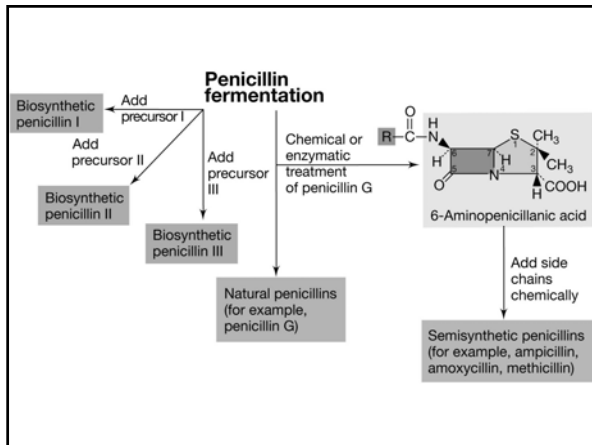 Penicillin
fermentation
Biosynthetic
penicillin I
Add
precursor I
Add
precursor II
Biosynthetic
penicillin II
Add
precursor
III
Biosynthetic
penicillin III
Natural penicillins
(for example,
penicillin G)
Chemical or
enzymatic
treatment
of penicillin G
O
H
R
C
N
S
1
CH₃
2
CH₃
H
6
7
H
5
4
3
O
N
H
COOH
6-Aminopenicillanic acid
Add side
chains
chemically
Semisynthetic penicillins
(for example, ampicillin,
amoxycillin, methicillin)